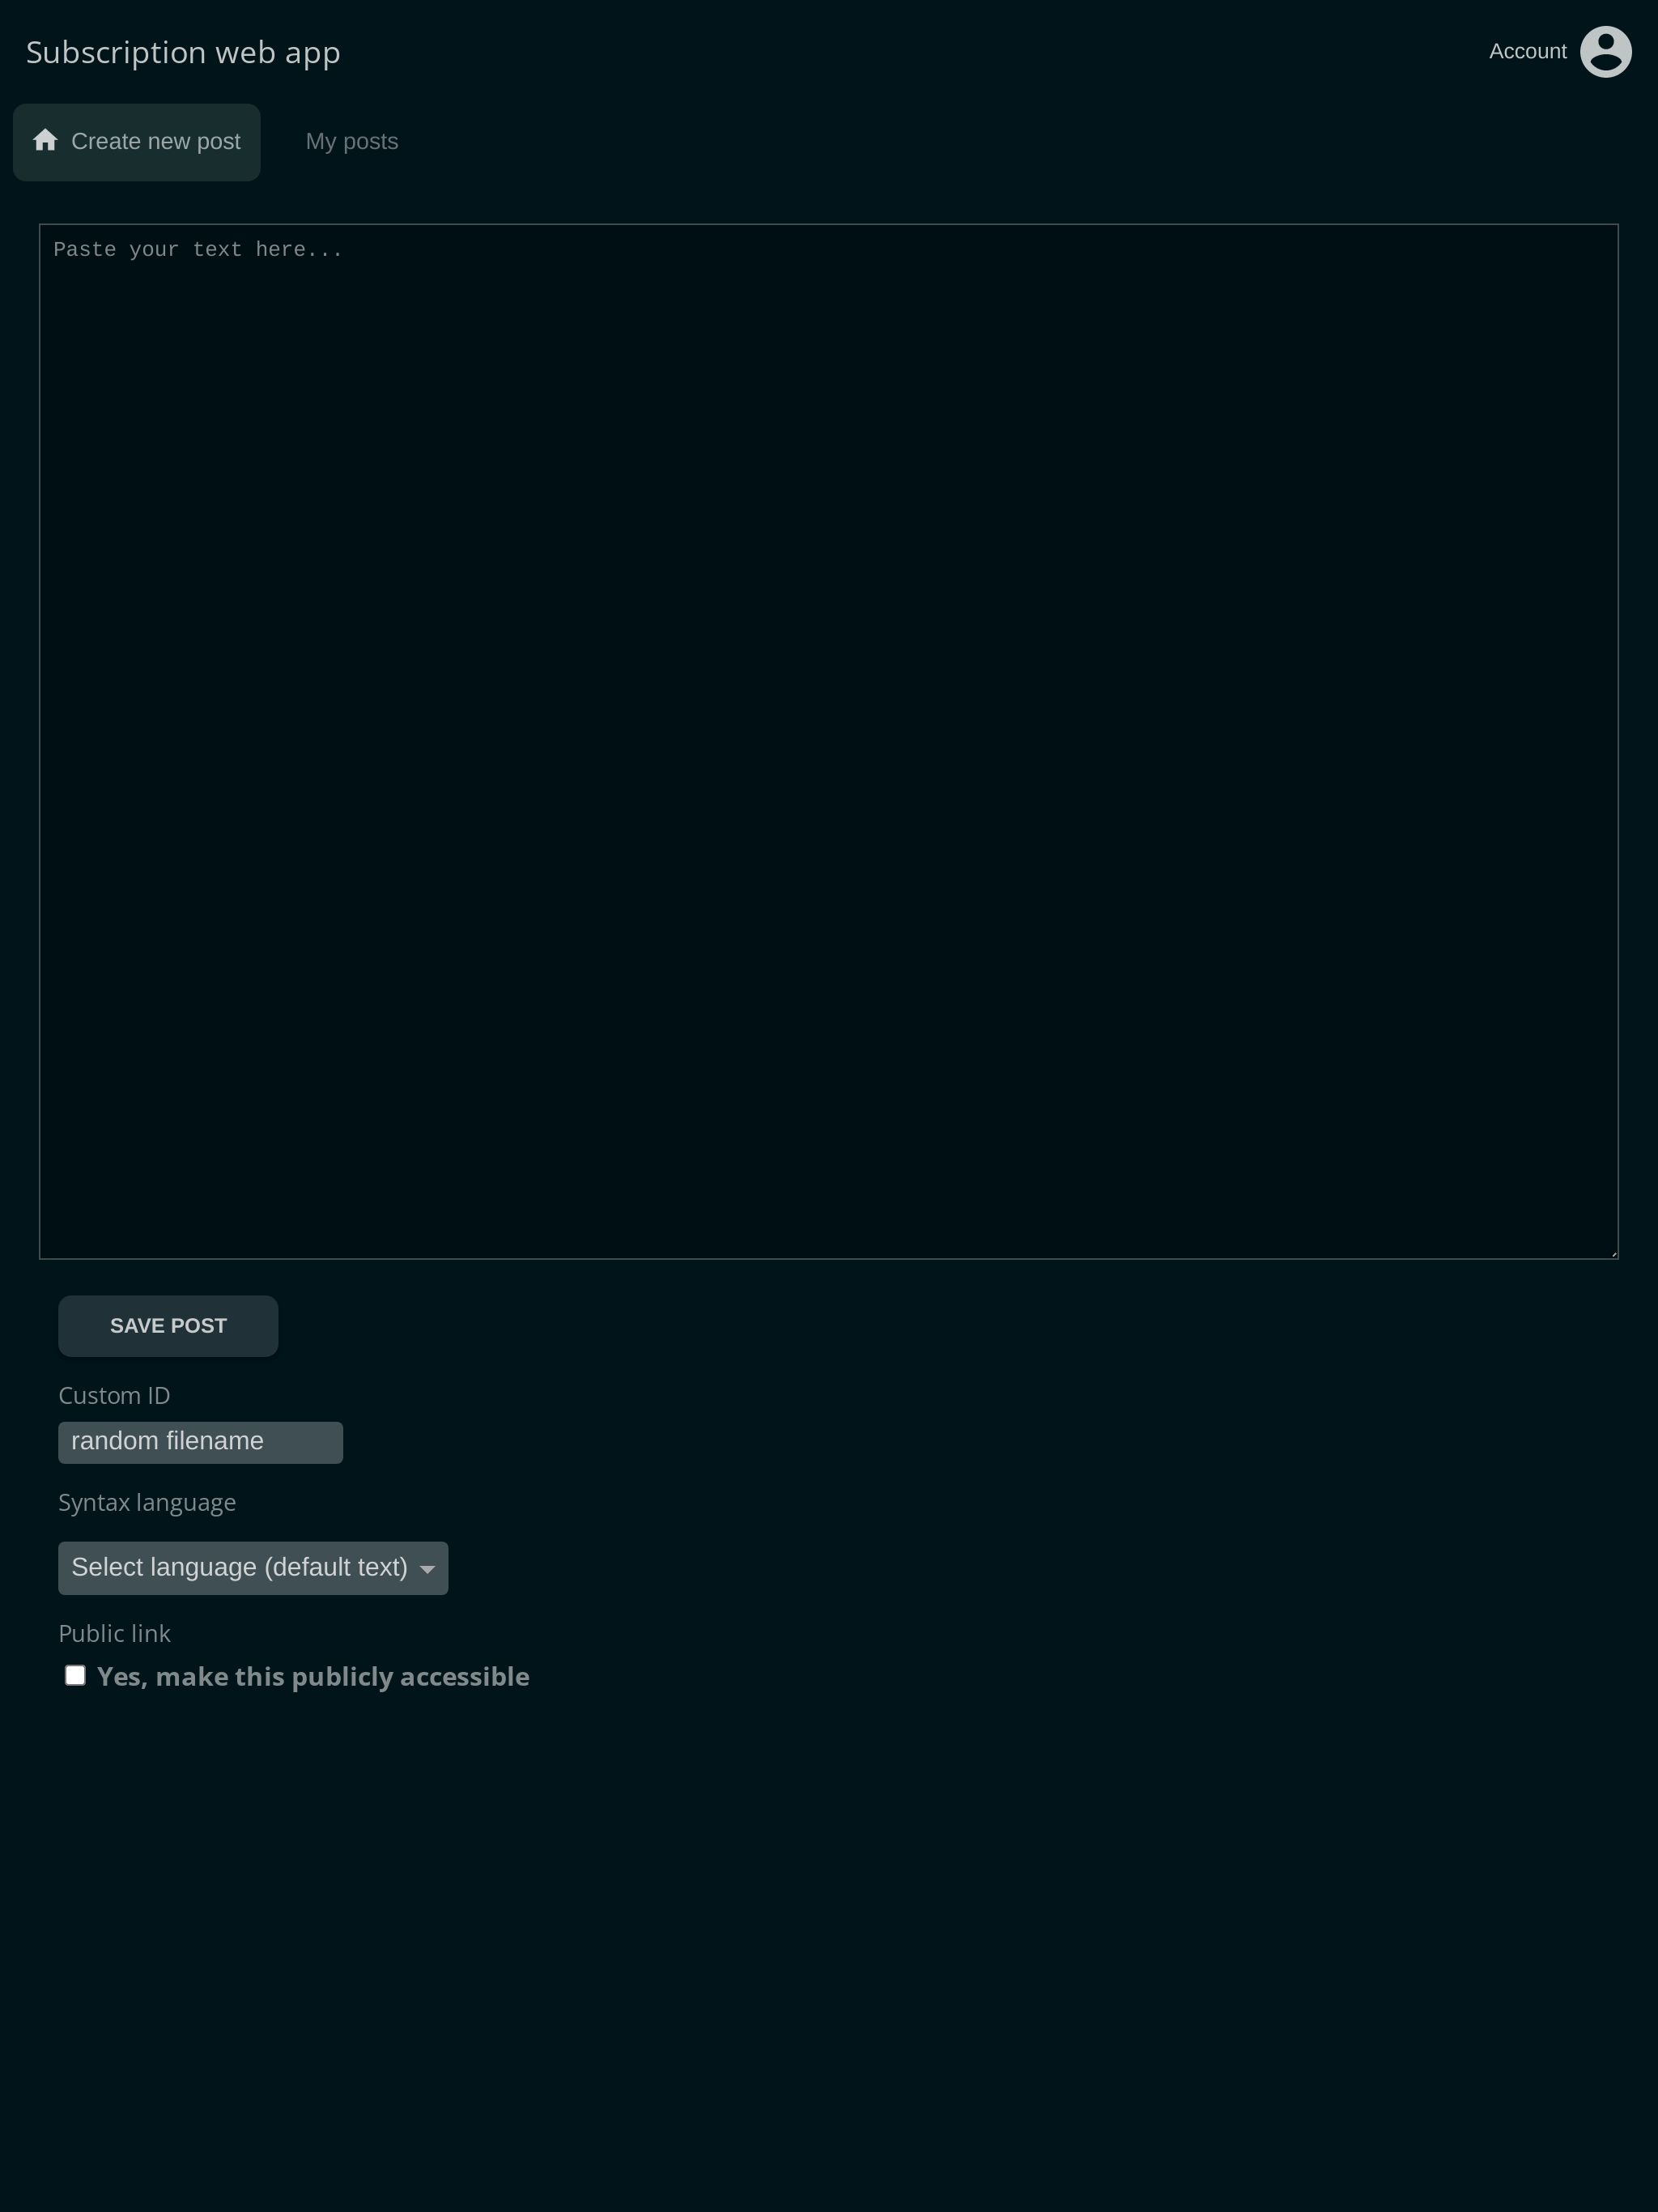 Subscription web app
Account
Create new post
My posts
Paste your text here...
SAVE POST
Custom ID
random filename
Syntax language
Select language (default text)
Public link
Yes, make this publicly accessible